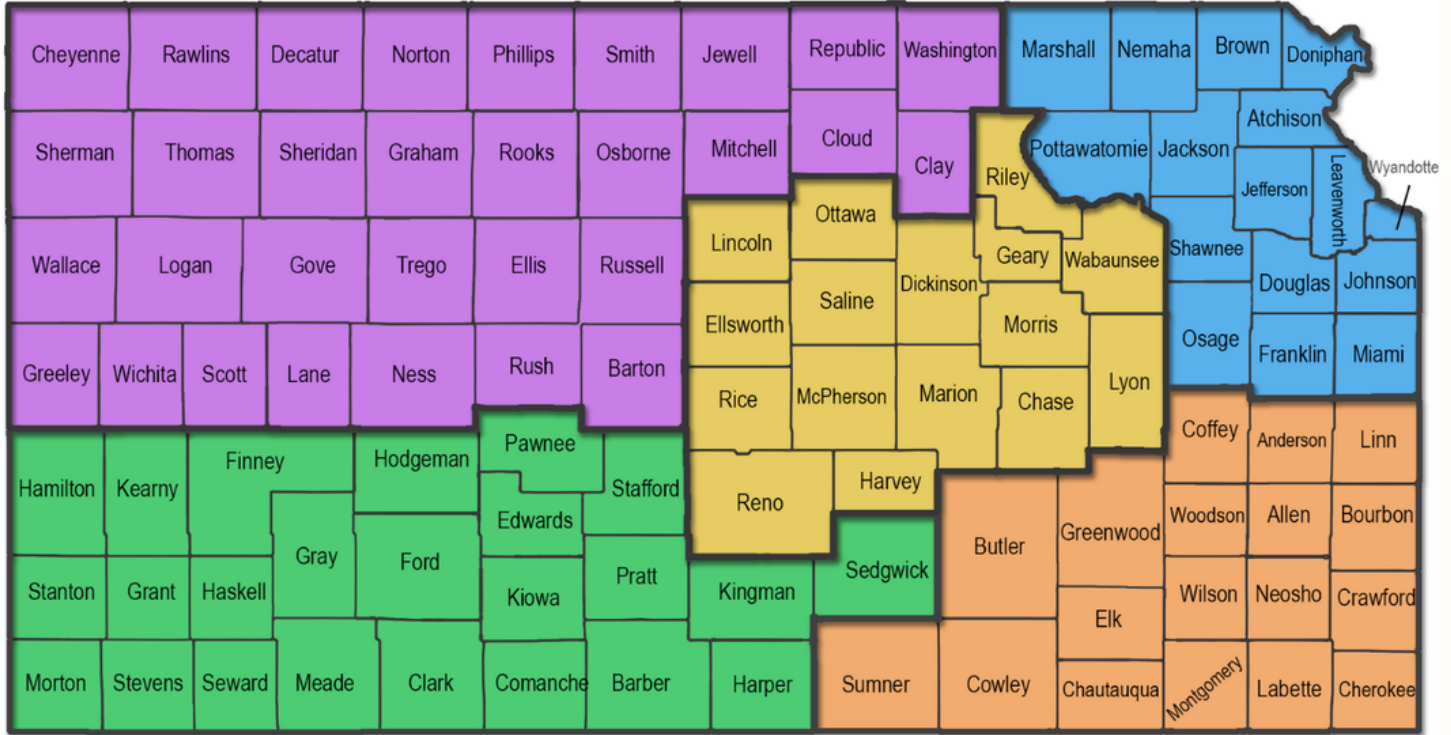 Cheyenne
Rawlins
Decatur
Norton
Phillips
Smith
Jewell
Republic
Washington
Marshall
Nemaha
Brown
Doniphan
Sherman
Thomas
Sheridan
Graham
Rooks
Osborne
Mitchell
Cloud
Clay
Riley
Pottawatomie
Jackson
Atchison
Jefferson
Leavenworth
Wyandotte
Wallace
Logan
Gove
Trego
Ellis
Russell
Lincoln
Ottawa
Dickinson
Geary
Wabaunsee
Shawnee
Douglas
Johnson
Greeley
Wichita
Scott
Lane
Ness
Rush
Barton
Ellsworth
Saline
Morris
Osage
Franklin
Miami
Rice
McPherson
Marion
Chase
Lyon
Coffey
Anderson
Linn
Hamilton
Kearny
Finney
Hodgeman
Pawnee
Stafford
Edwards
Reno
Harvey
Butler
Greenwood
Woodson
Allen
Bourbon
Stanton
Grant
Haskell
Gray
Ford
Kiowa
Pratt
Kingman
Sedgwick
Elk
Wilson
Neosho
Crawford
Morton
Stevens
Seward
Meade
Clark
Comanche
Barber
Harper
Sumner
Cowley
Chautauqua
Montgomery
Labette
Cherokee